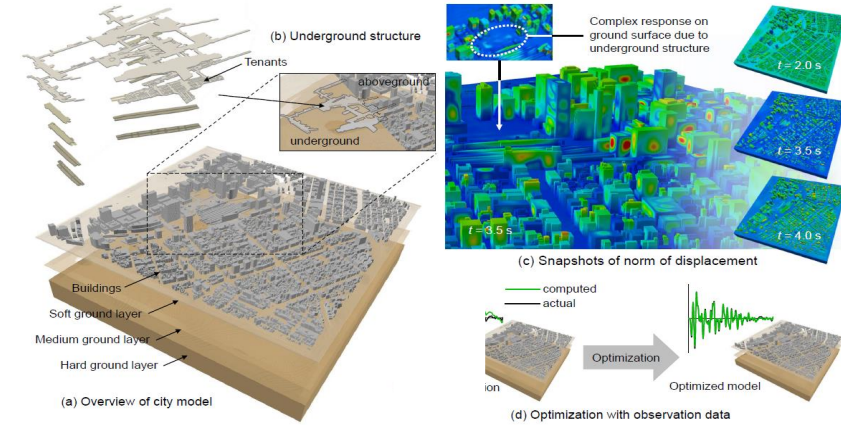 (b) Underground structure
Tenants
aboveground
underground
Buildings
Soft ground layer
Medium ground layer
Hard ground layer
(a) Overview of city model
Complex response on
ground surface due to
underground structure
t = 2.0 s
t = 3.5 s
t = 4.0 s
t = 3.5 s
(c) Snapshots of norm of displacement
computed
actual
Optimization
ion
Optimized model
(d) Optimization with observation data